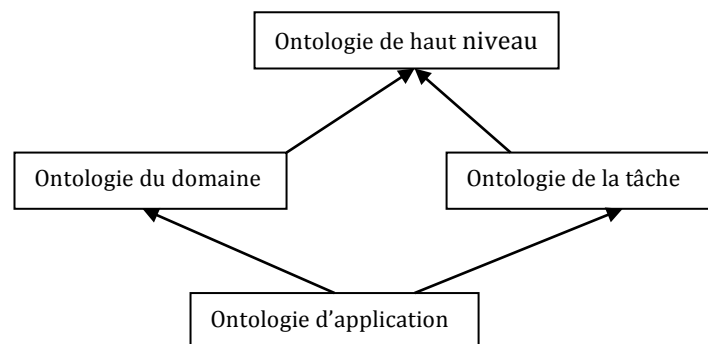 Ontologie de haut niveau
Ontologie du domaine
Ontologie de la tâche
Ontologie d’application